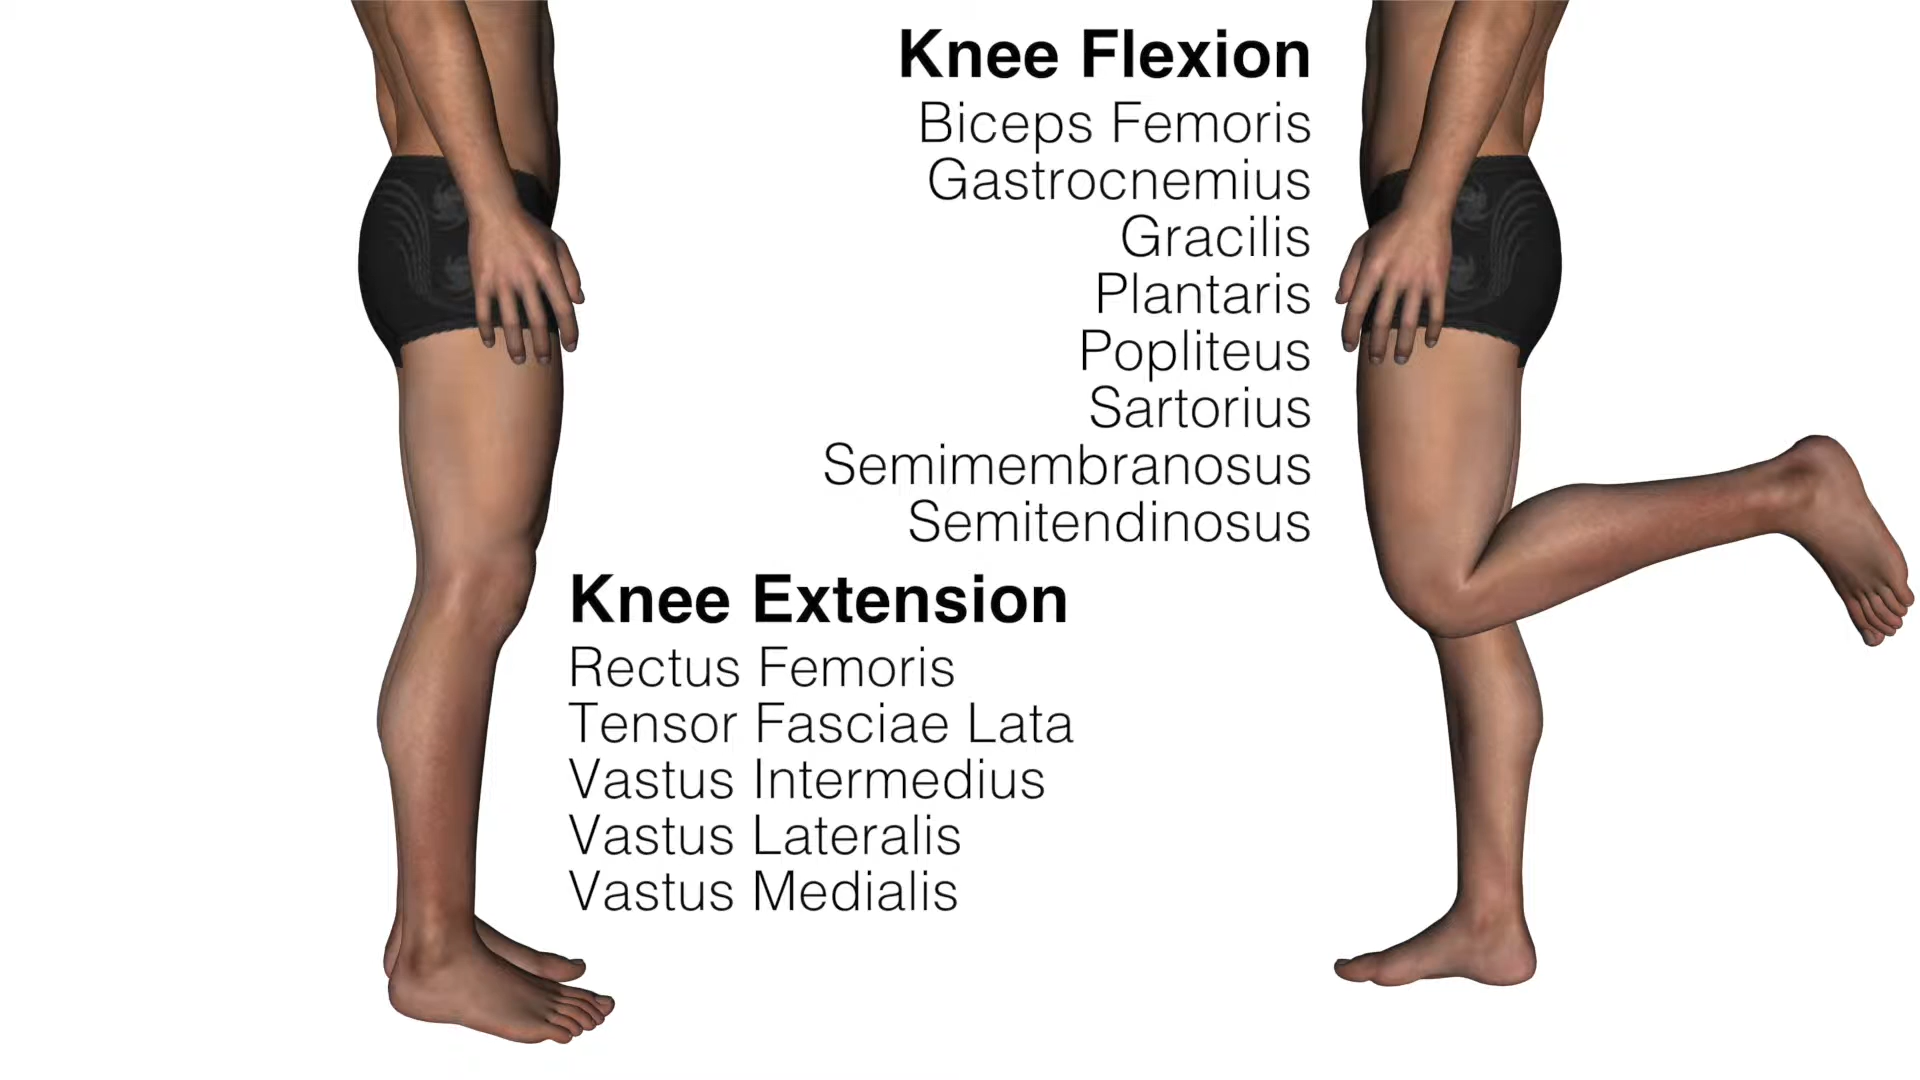 Knee Flexion
Biceps Femoris
Gastrocnemius
Gracilis
Plantaris
Popliteus
Sartorius
Semimembranosus
Semitendinosus
Knee Extension
Rectus Femoris
Tensor Fasciae Lata
Vastus Intermedius
Vastus Lateralis
Vastus Medialis